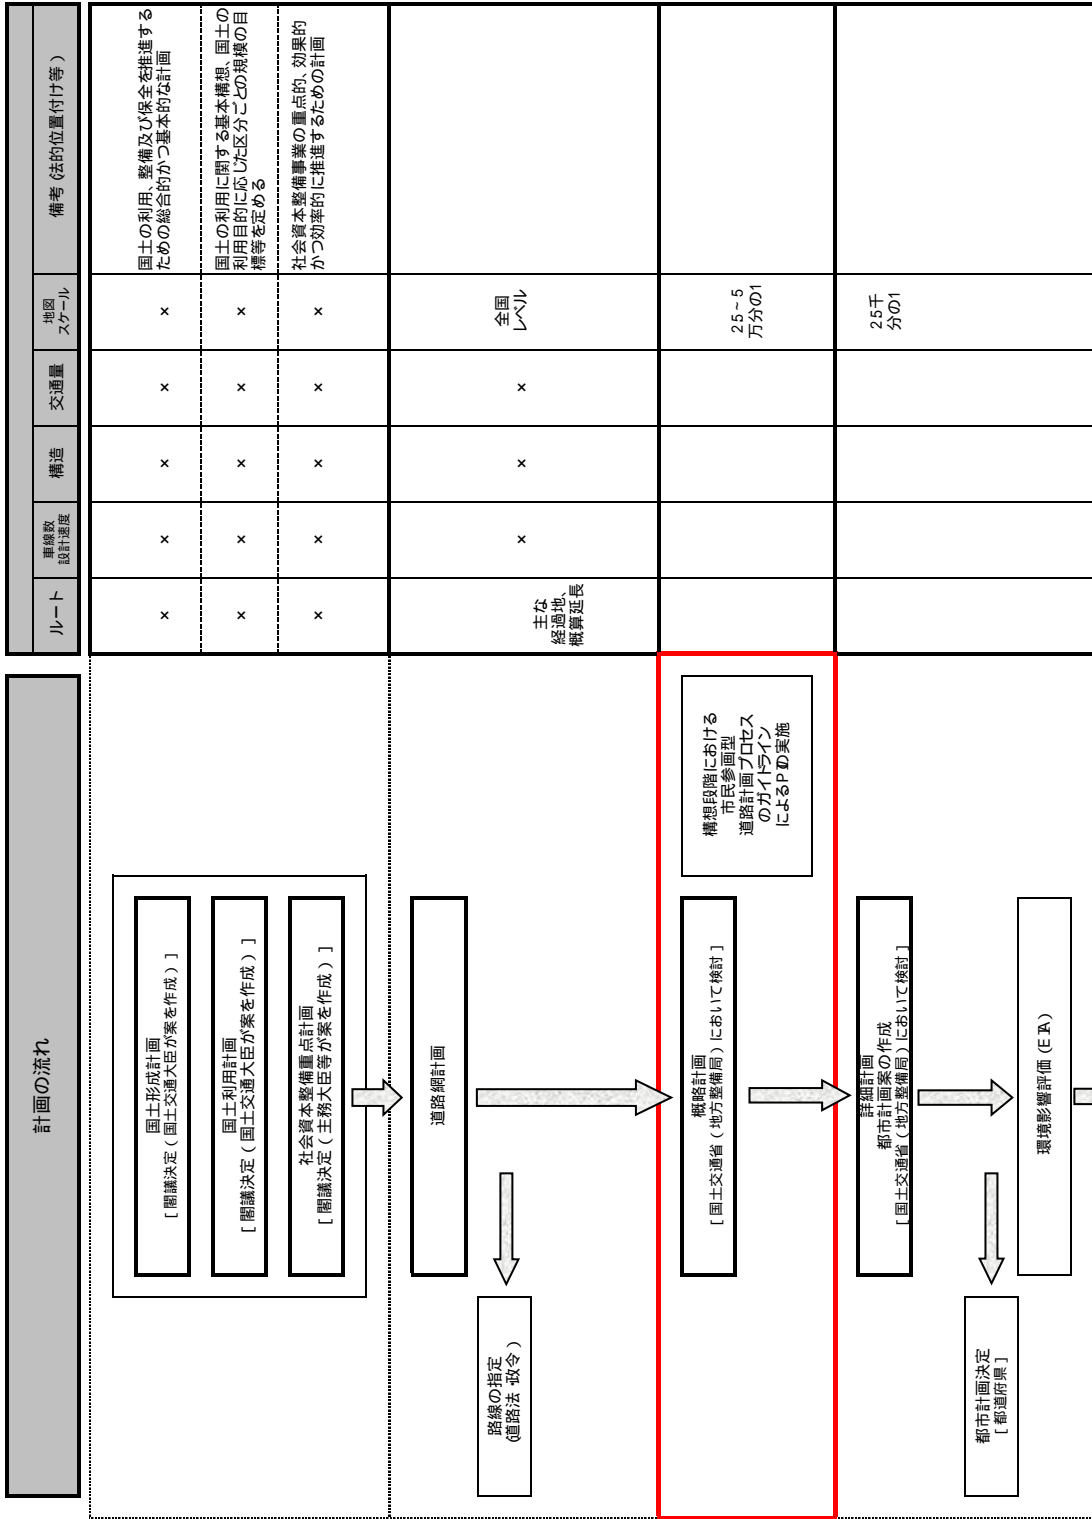 計画の流れ
ルート
車線数
設計速度
構造
交通量
地図
スケール
備考（法的位置付け等）
国土形成計画
[ 閣議決定（国土交通大臣が案を作成）]
×
×
×
×
×
国土の利用、整備及び保全を推進する
ための総合的かつ基本的な計画
国土利用計画
[ 閣議決定（国土交通大臣が案を作成）]
×
×
×
×
×
国土の利用に関する基本構想、国土の
利用目的に応じた区分ごとの規模の目
標等を定める
社会資本整備重点計画
[ 閣議決定（主務大臣等が案を作成）]
×
×
×
×
×
社会資本整備事業の重点的、効果的
かつ効率的に推進するための計画
道路網計画
主な
経過地、
概算延長
×
×
×
全国
レベル
路線の指定
（道路法・政令）
概略計画
[ 国土交通省（地方整備局）において検討 ]
構想段階における
市民参画型
道路計画プロセス
のガイドライン
によるPIの実施
25～5
万分の1
詳細計画
都市計画案の作成
[ 国土交通省（地方整備局）において検討 ]
25千
分の1
都市計画決定
[ 都道府県 ]
環境影響評価（EIA）